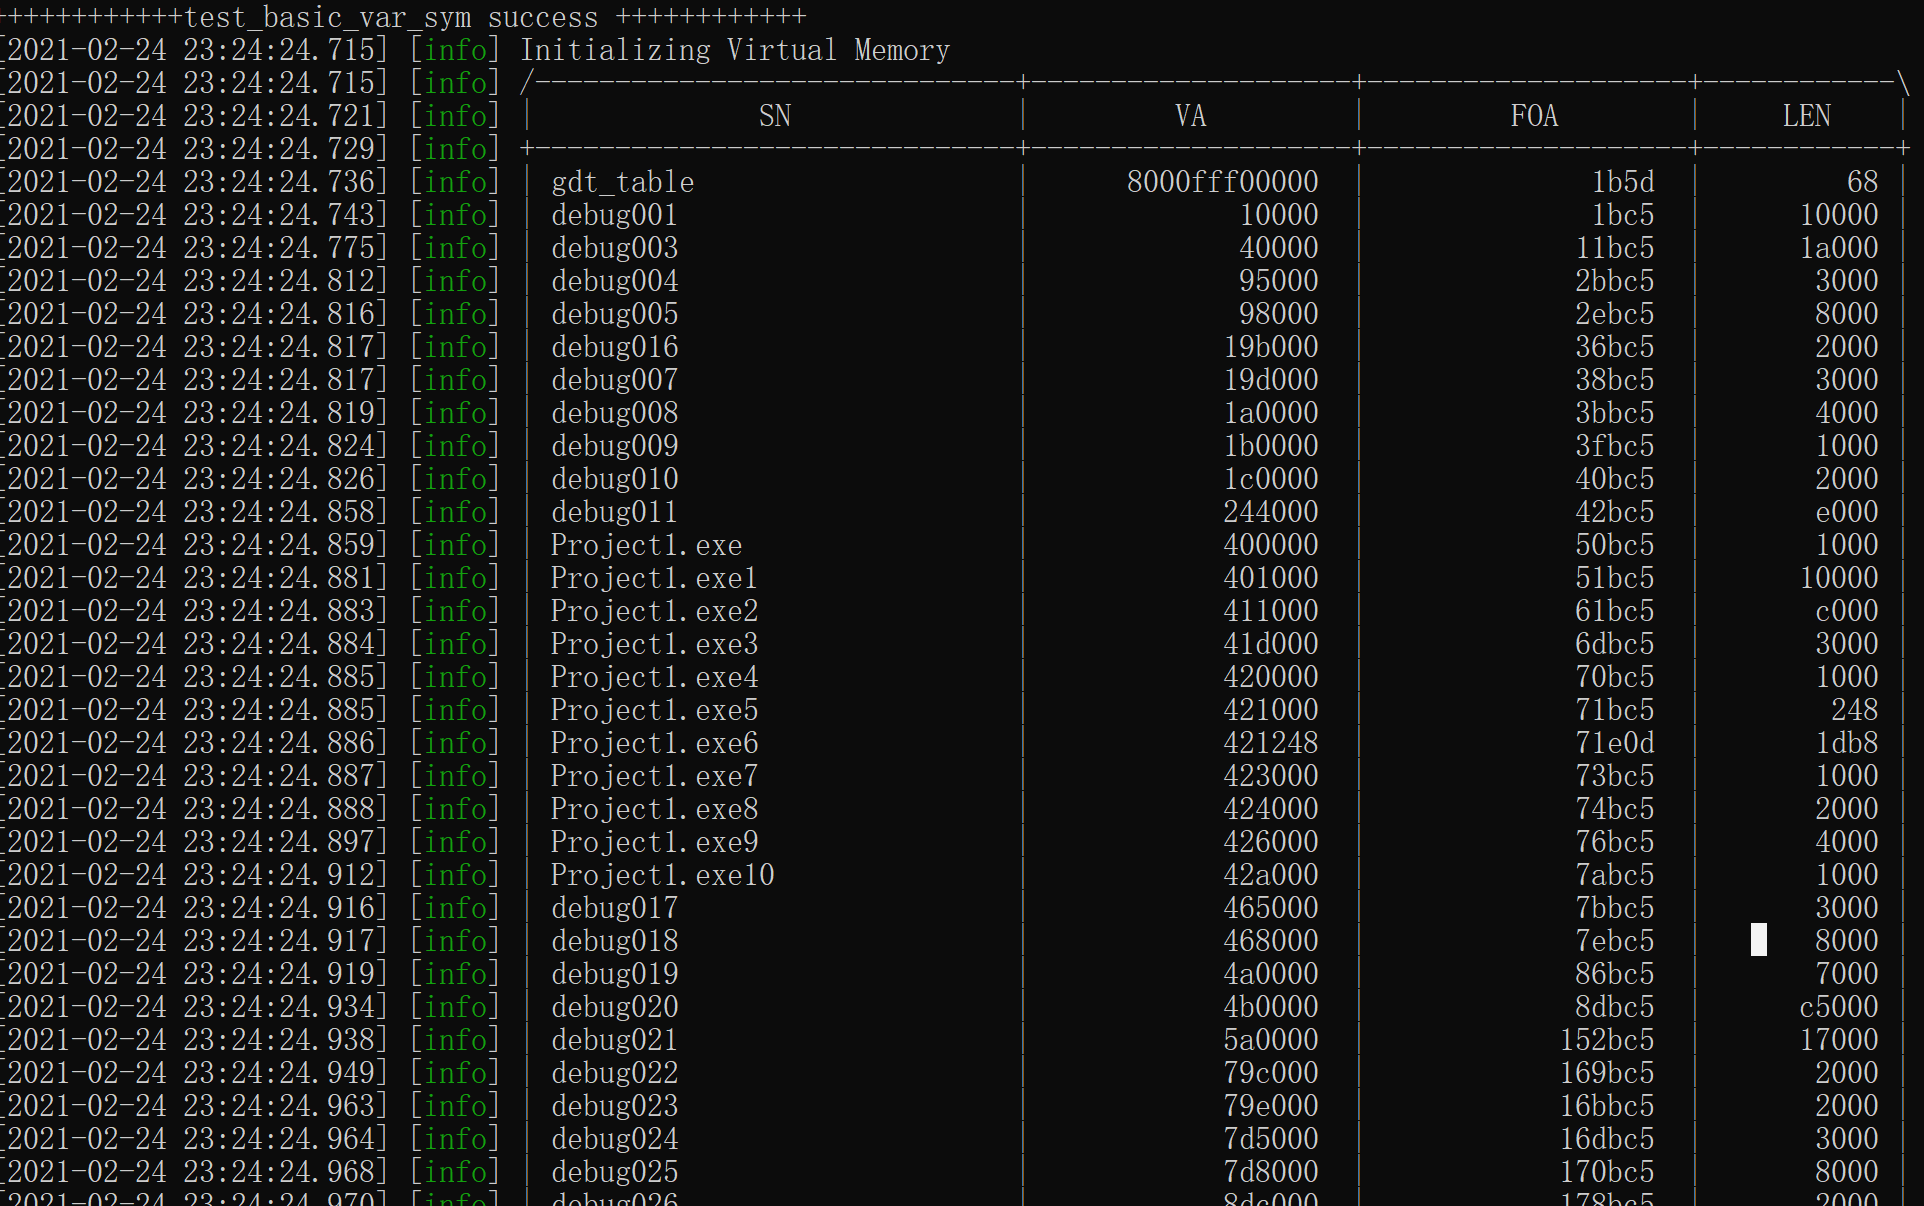 ++++++++++++test_basic_var_sym success ++++++++++++
[2021-02-24 23:24:24.715] [info] Initializing Virtual Memory
[2021-02-24 23:24:24.715] [info] /------------------------------+--------------------+--------------------+------------\
[2021-02-24 23:24:24.721] [info] | SN | VA | FOA | LEN |
[2021-02-24 23:24:24.729] [info] +------------------------------+--------------------+--------------------+------------+
[2021-02-24 23:24:24.736] [info] | gdt_table | 8000fff00000 | 1b5d | 68 |
[2021-02-24 23:24:24.743] [info] | debug001 | 10000 | 1bc5 | 10000 |
[2021-02-24 23:24:24.775] [info] | debug003 | 40000 | 11bc5 | 1a000 |
[2021-02-24 23:24:24.812] [info] | debug004 | 95000 | 2bbc5 | 3000 |
[2021-02-24 23:24:24.816] [info] | debug005 | 98000 | 2ebc5 | 8000 |
[2021-02-24 23:24:24.817] [info] | debug016 | 19b000 | 36bc5 | 2000 |
[2021-02-24 23:24:24.817] [info] | debug007 | 19d000 | 38bc5 | 3000 |
[2021-02-24 23:24:24.819] [info] | debug008 | 1a0000 | 3bbc5 | 4000 |
[2021-02-24 23:24:24.824] [info] | debug009 | 1b0000 | 3fbc5 | 1000 |
[2021-02-24 23:24:24.826] [info] | debug010 | 1c0000 | 40bc5 | 2000 |
[2021-02-24 23:24:24.858] [info] | debug011 | 244000 | 42bc5 | e000 |
[2021-02-24 23:24:24.859] [info] | Project1.exe | 400000 | 50bc5 | 1000 |
[2021-02-24 23:24:24.881] [info] | Project1.exe1 | 401000 | 51bc5 | 10000 |
[2021-02-24 23:24:24.883] [info] | Project1.exe2 | 411000 | 61bc5 | c000 |
[2021-02-24 23:24:24.884] [info] | Project1.exe3 | 41d000 | 6dbc5 | 3000 |
[2021-02-24 23:24:24.885] [info] | Project1.exe4 | 420000 | 70bc5 | 1000 |
[2021-02-24 23:24:24.885] [info] | Project1.exe5 | 421000 | 71bc5 | 248 |
[2021-02-24 23:24:24.886] [info] | Project1.exe6 | 421248 | 71e0d | 1db8 |
[2021-02-24 23:24:24.887] [info] | Project1.exe7 | 423000 | 73bc5 | 1000 |
[2021-02-24 23:24:24.888] [info] | Project1.exe8 | 424000 | 74bc5 | 2000 |
[2021-02-24 23:24:24.897] [info] | Project1.exe9 | 426000 | 76bc5 | 4000 |
[2021-02-24 23:24:24.912] [info] | Project1.exe10 | 42a000 | 7abc5 | 1000 |
[2021-02-24 23:24:24.916] [info] | debug017 | 465000 | 7bbc5 | 3000 |
[2021-02-24 23:24:24.917] [info] | debug018 | 468000 | 7ebc5 | 8000 |
[2021-02-24 23:24:24.919] [info] | debug019 | 4a0000 | 86bc5 | 7000 |
[2021-02-24 23:24:24.934] [info] | debug020 | 4b0000 | 8dbc5 | c5000 |
[2021-02-24 23:24:24.938] [info] | debug021 | 5a0000 | 152bc5 | 17000 |
[2021-02-24 23:24:24.949] [info] | debug022 | 79c000 | 169bc5 | 2000 |
[2021-02-24 23:24:24.963] [info] | debug023 | 79e000 | 16bbc5 | 2000 |
[2021-02-24 23:24:24.964] [info] | debug024 | 7d5000 | 16dbc5 | 3000 |
[2021-02-24 23:24:24.968] [info] | debug025 | 7d8000 | 170bc5 | 8000 |
[2021-02-24 23:24:24.970] [info] | debug026 | 8dc000 | 178bc5 | 2000 |